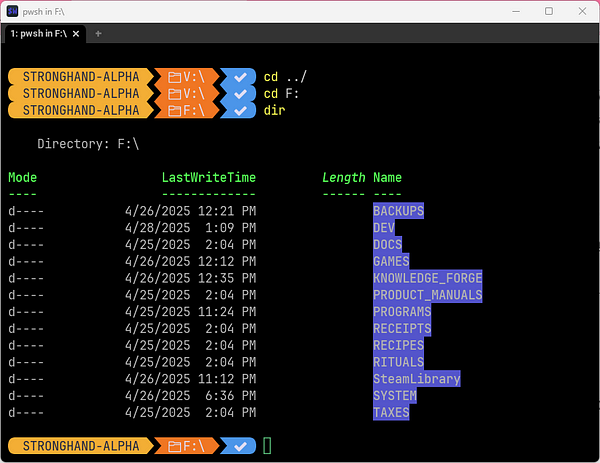 pwsh in F:\
1: pwsh in F:\ × +
STRONGHAND-ALPHA V:\ ✓ cd ../
STRONGHAND-ALPHA V:\ ✓ cd F:
STRONGHAND-ALPHA F:\ ✓ dir
Directory: F:\
Mode LastWriteTime Length Name
---- ------------- ------ ----
d---- 4/26/2025 12:21 PM BACKUPS
d---- 4/28/2025 1:09 PM DEV
d---- 4/25/2025 2:04 PM DOCS
d---- 4/26/2025 12:12 PM GAMES
d---- 4/26/2025 12:35 PM KNOWLEDGE_FORGE
d---- 4/25/2025 2:04 PM PRODUCT_MANUALS
d---- 4/25/2025 11:24 PM PROGRAMS
d---- 4/25/2025 2:04 PM RECEIPTS
d---- 4/25/2025 2:04 PM RECIPES
d---- 4/25/2025 2:04 PM RITUALS
d---- 4/26/2025 11:12 PM SteamLibrary
d---- 4/26/2025 6:36 PM SYSTEM
d---- 4/25/2025 2:04 PM TAXES
STRONGHAND-ALPHA F:\ ✓